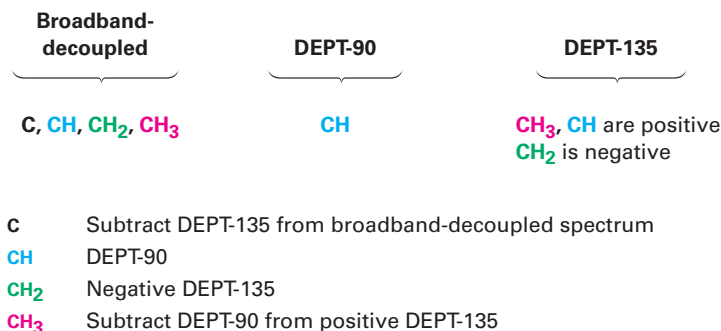 Broadband-
decoupled DEPT-90 DEPT-135
C, CH, CH₂, CH₃ CH CH₃, CH are positive
CH₂ is negative
C Subtract DEPT-135 from broadband-decoupled spectrum
CH DEPT-90
CH₂ Negative DEPT-135
CH₃ Subtract DEPT-90 from positive DEPT-135